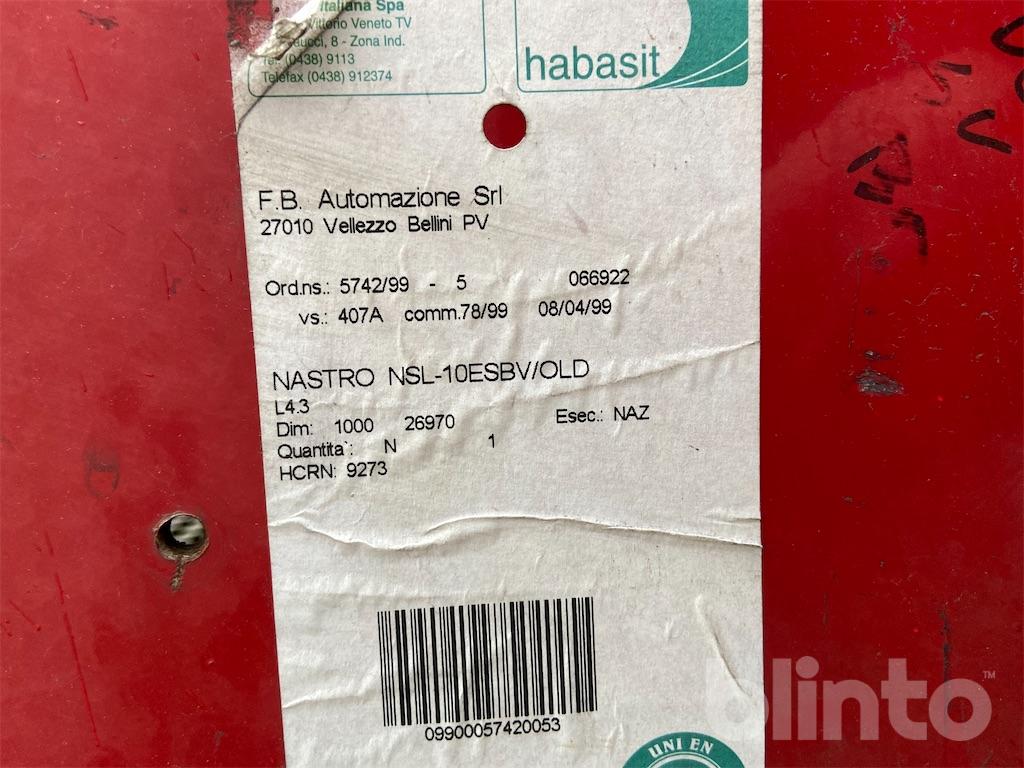 Italiana Spa
Vittorio Veneto TV
8 - Zona Ind.
Tel. (0438) 9113
Telefax (0438) 912374
habasit
F.B. Automazione Srl
27010 Vellezzo Bellini PV
Ord.ns.: 5742/99 - 5 066922
vs.: 407A comm.78/99 08/04/99
NASTRO NSL-10ESBV/OLD
L4.3
Dim: 1000 26970 Esec.: NAZ
Quantita`: N 1
HCRN: 9273
09900057420053
UNI EN
blinto™